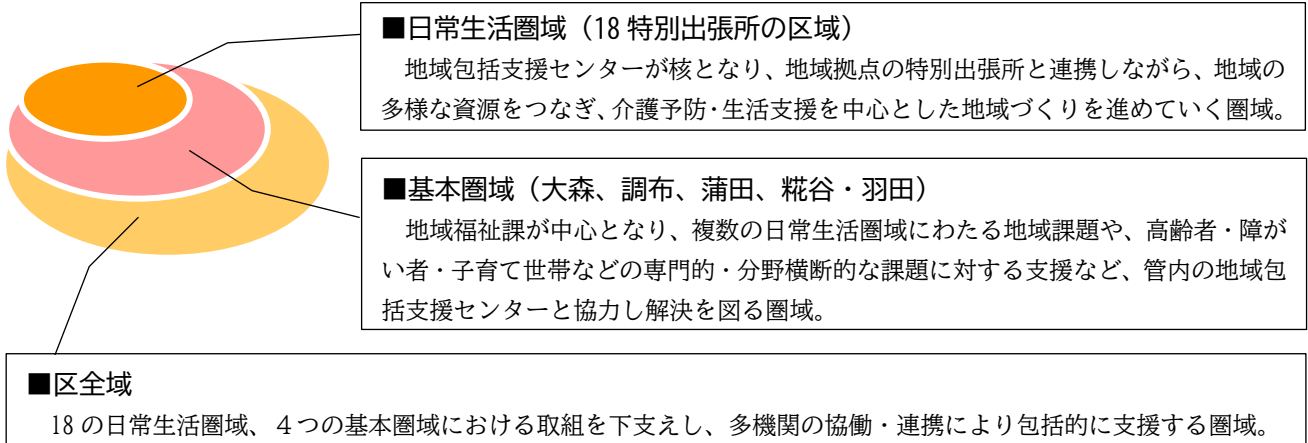 ■日常生活圏域（18 特別出張所の区域）
地域包括支援センターが核となり、地域拠点の特別出張所と連携しながら、地域の
多様な資源をつなぎ、介護予防・生活支援を中心とした地域づくりを進めていく圏域。
■基本圏域（大森、調布、蒲田、糀谷・羽田）
地域福祉課が中心となり、複数の日常生活圏域にわたる地域課題や、高齢者・障が
い者・子育て世帯などの専門的・分野横断的な課題に対する支援など、管内の地域包
括支援センターと協力し解決を図る圏域。
■区全域
18 の日常生活圏域、４つの基本圏域における取組を下支えし、多機関の協働・連携により包括的に支援する圏域。